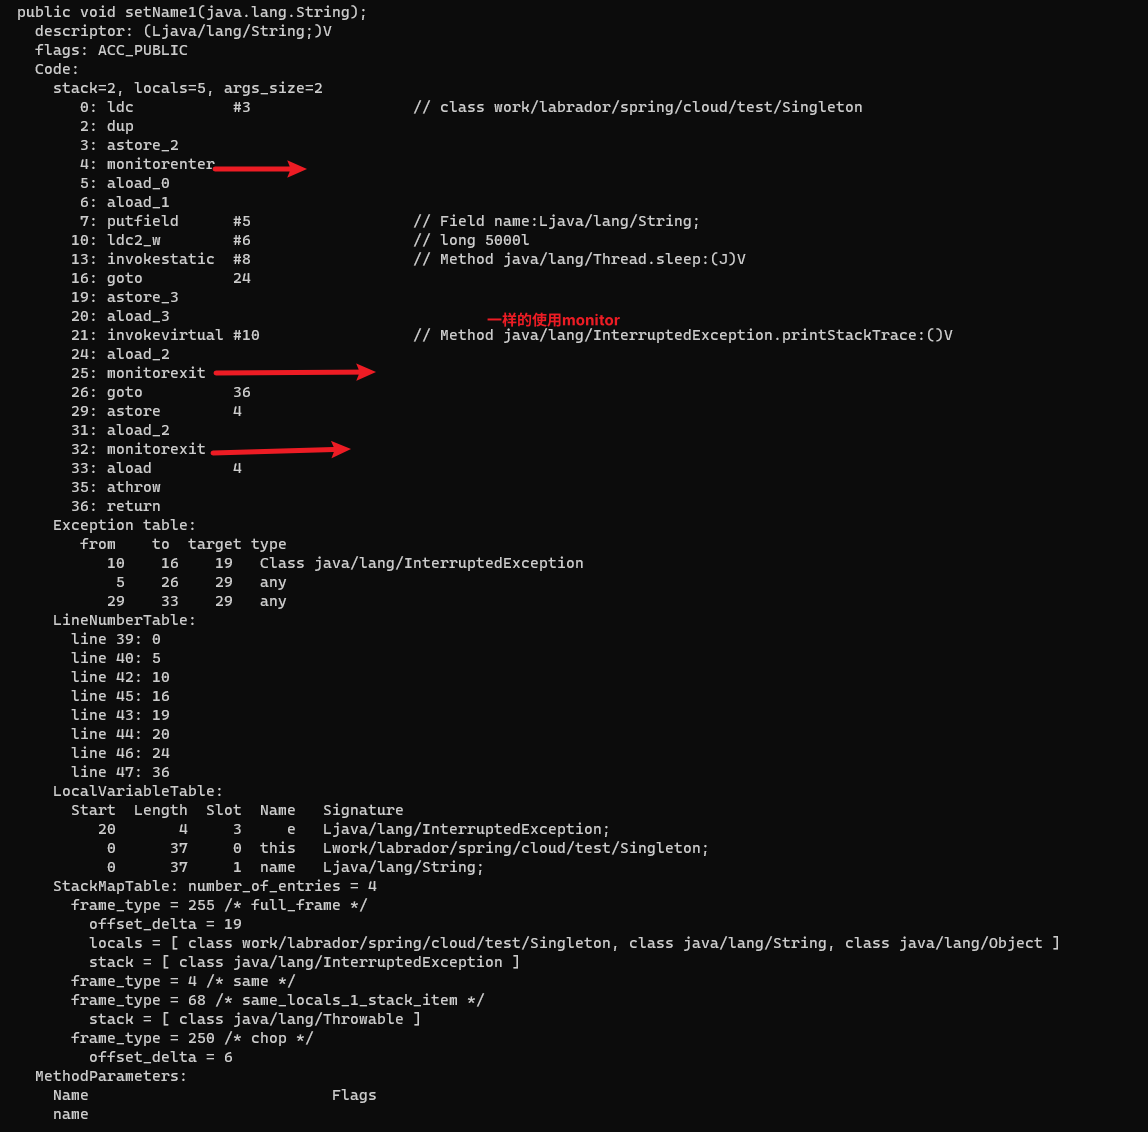 public void setName1(java.lang.String);
descriptor: (Ljava/lang/String;)V
flags: ACC_PUBLIC
Code:
stack=2, locals=5, args_size=2
0: ldc #3 // class work/labrador/spring/cloud/test/Singleton
2: dup
3: astore_2
4: monitorenter
5: aload_0
6: aload_1
7: putfield #5 // Field name:Ljava/lang/String;
10: ldc2_w #6 // long 5000l
13: invokestatic #8 // Method java/lang/Thread.sleep:(J)V
16: goto 24
19: astore_3
20: aload_3
一样的使用monitor
21: invokevirtual #10 // Method java/lang/InterruptedException.printStackTrace:()V
24: aload_2
25: monitorexit
26: goto 36
29: astore 4
31: aload_2
32: monitorexit
33: aload 4
35: athrow
36: return
Exception table:
from to target type
10 16 19 Class java/lang/InterruptedException
5 26 29 any
29 33 29 any
LineNumberTable:
line 39: 0
line 40: 5
line 42: 10
line 45: 16
line 43: 19
line 44: 20
line 46: 24
line 47: 36
LocalVariableTable:
Start Length Slot Name Signature
20 4 3 e Ljava/lang/InterruptedException;
0 37 0 this Lwork/labrador/spring/cloud/test/Singleton;
0 37 1 name Ljava/lang/String;
StackMapTable: number_of_entries = 4
frame_type = 255 /* full_frame */
offset_delta = 19
locals = [ class work/labrador/spring/cloud/test/Singleton, class java/lang/String, class java/lang/Object ]
stack = [ class java/lang/InterruptedException ]
frame_type = 4 /* same */
frame_type = 68 /* same_locals_1_stack_item */
stack = [ class java/lang/Throwable ]
frame_type = 250 /* chop */
offset_delta = 6
MethodParameters:
Name Flags
name